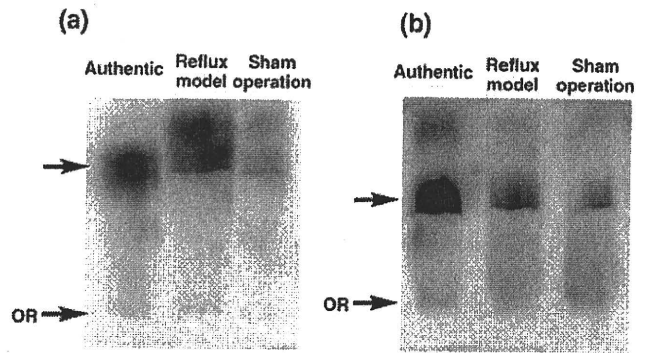 (a)
Authentic
Reflux
model
Sham
operation
OR
(b)
Authentic
Reflux
model
Sham
operation
OR